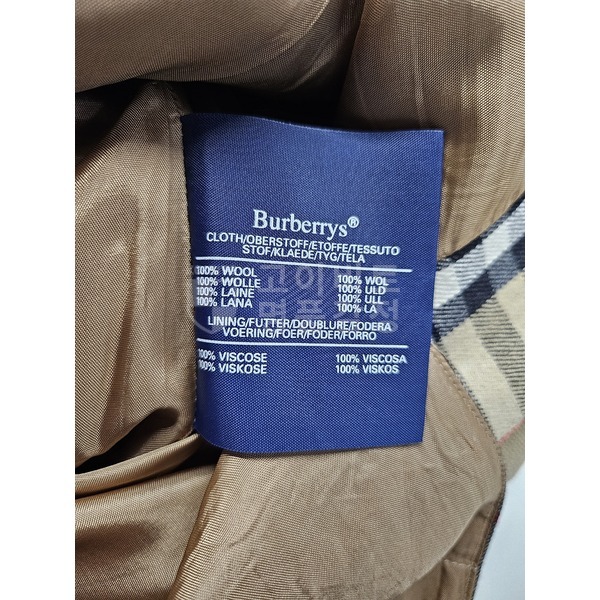 Burberrys®
CLOTH/OBERSTOFF/ETOFFE/TESSUTO
STOF/KLAEDE/TYG/TELA
100% WOOL
100% WOLLE 100% WOL
100% LAINE 100% ULD
100% LANA 100% ULL
100% LA
LINING/FUTTER/DOUBLURE/FODERA
VOERING/FOER/FODER/FORRO
100% VISCOSE 100% VISCOSA
100% VISKOSE 100% VISKOS